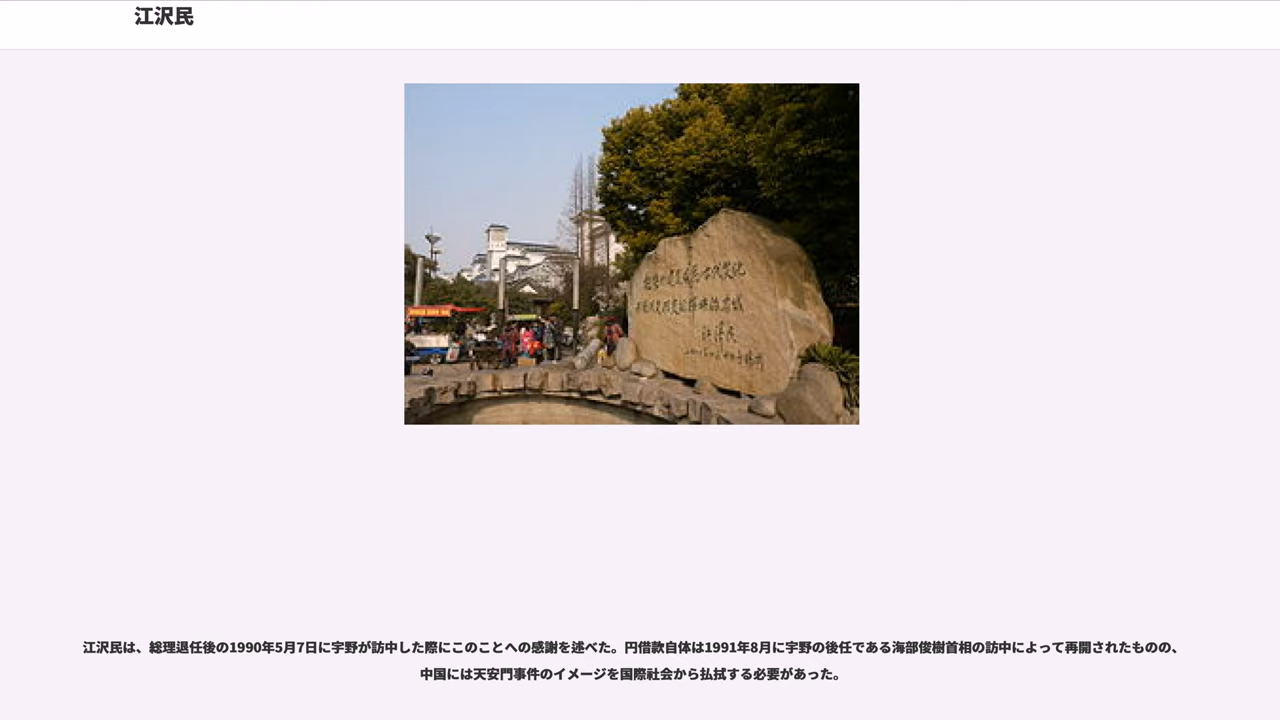 江沢民
江泽民
江沢民は、総理退任後の1990年5月7日に宇野が訪中した際にこのことへの感謝を述べた。円借款自体は1991年8月に宇野の後任である海部俊樹首相の訪中によって再開されたものの、
中国には天安門事件のイメージを国際社会から払拭する必要があった。